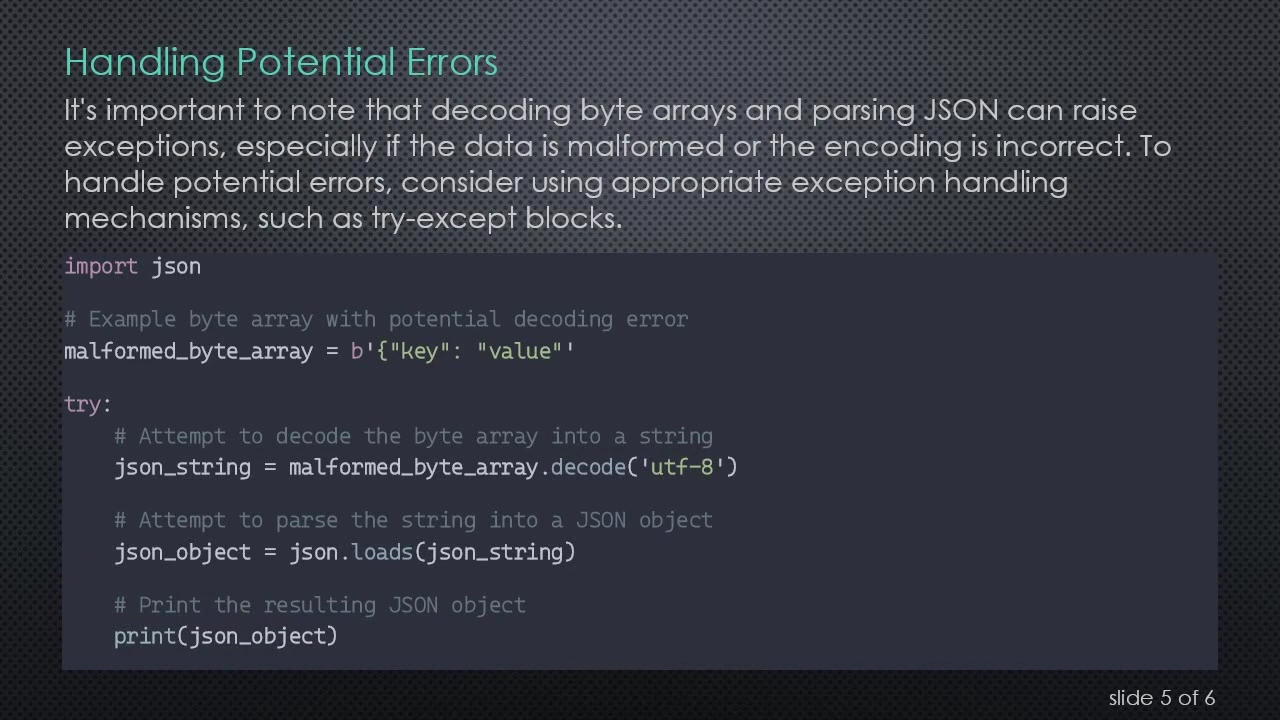 Handling Potential Errors
It's important to note that decoding byte arrays and parsing JSON can raise
exceptions, especially if the data is malformed or the encoding is incorrect. To
handle potential errors, consider using appropriate exception handling
mechanisms, such as try-except blocks.
import json
# Example byte array with potential decoding error
malformed_byte_array = b'{"key": "value"'
try:
    # Attempt to decode the byte array into a string
    json_string = malformed_byte_array.decode('utf-8')
    # Attempt to parse the string into a JSON object
    json_object = json.loads(json_string)
    # Print the resulting JSON object
    print(json_object)
slide 5 of 6